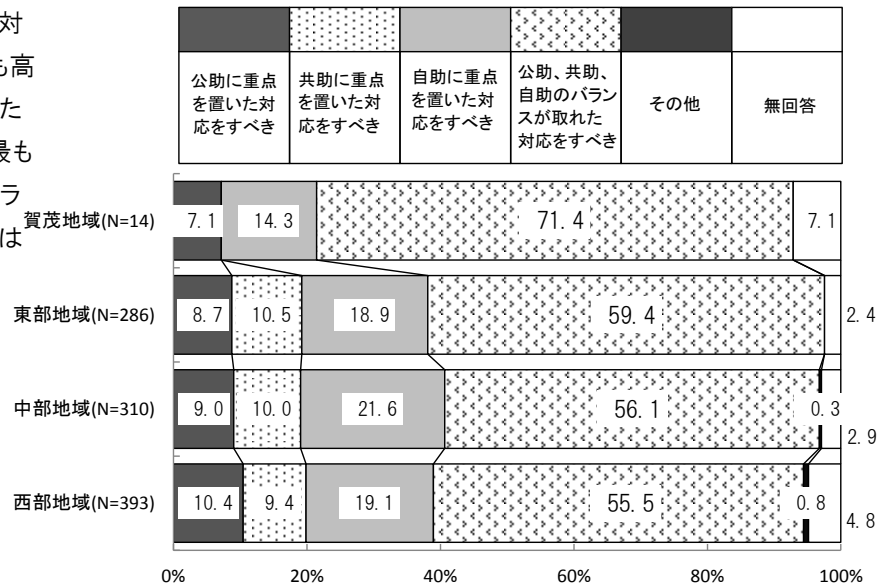 対
も高
た
最も
ラ
は
公助に重点
を置いた対
応をすべき
共助に重点
を置いた対
応をすべき
自助に重点
を置いた対
応をすべき
公助、共助、
自助のバラン
スが取れた
対応をすべき
その他
無回答
賀茂地域(N=14)
7.1
14.3
71.4
7.1
東部地域(N=286)
8.7
10.5
18.9
59.4
2.4
中部地域(N=310)
9.0
10.0
21.6
56.1
0.3
2.9
西部地域(N=393)
10.4
9.4
19.1
55.5
0.8
4.8
0%
20%
40%
60%
80%
100%